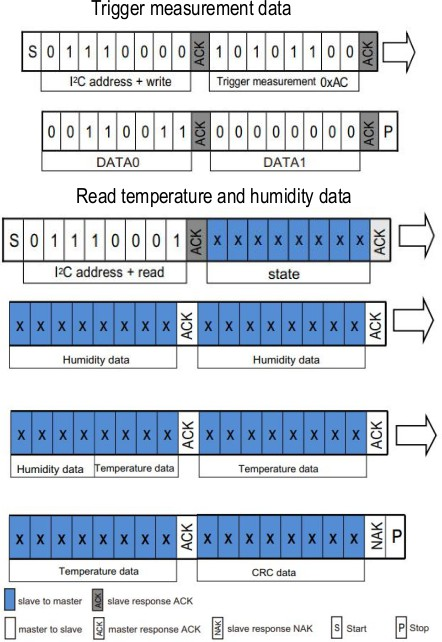 Trigger measurement data
S 0 1 1 1 0 0 0 0 ACK 1 0 1 0 1 1 0 0 ACK
I²C address + write Trigger measurement 0xAC
0 0 1 1 0 0 1 1 ACK 0 0 0 0 0 0 0 0 ACK P
DATA0 DATA1
Read temperature and humidity data
S 0 1 1 1 0 0 0 1 ACK X X X X X X X X ACK
I²C address + read state
X X X X X X X X ACK X X X X X X X X ACK
Humidity data Humidity data
X X X X X X X X ACK X X X X X X X X ACK
Humidity data Temperature data Temperature data
X X X X X X X X ACK X X X X X X X X NAK P
Temperature data CRC data
slave to master ACK slave response ACK
master to slave ACK master response ACK NAK slave response NAK S Start P Stop